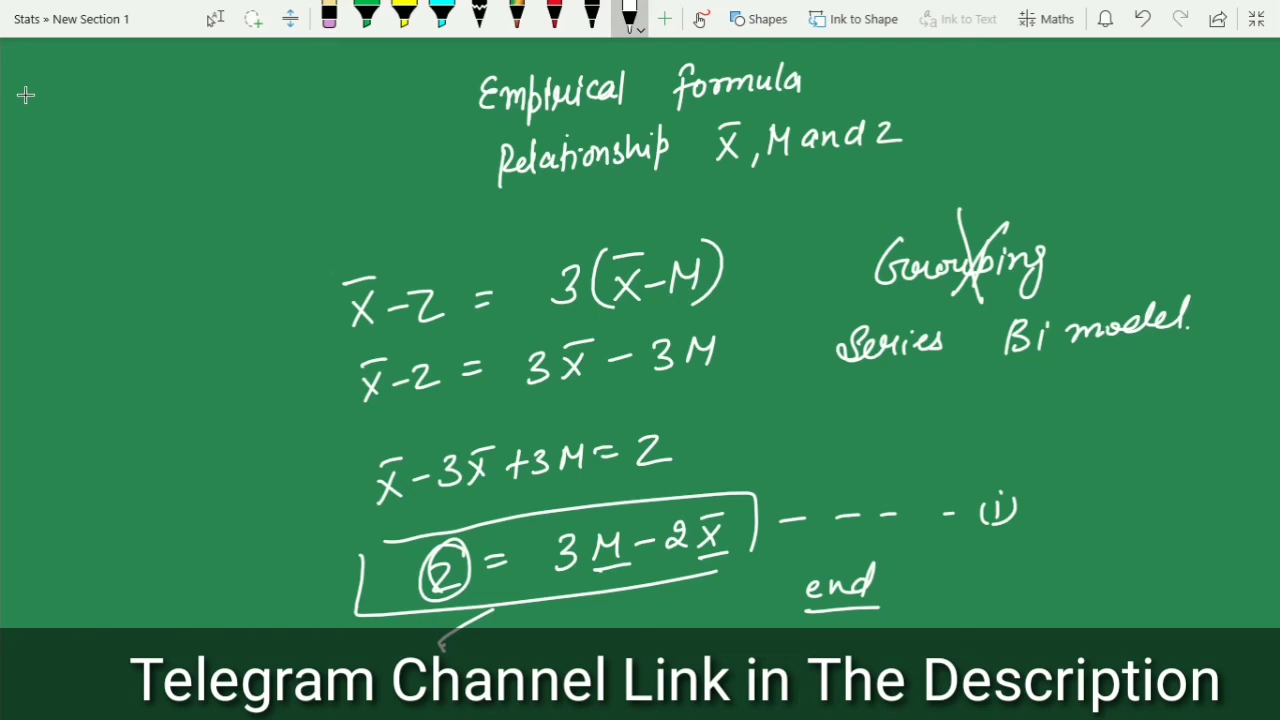 Stats » New Section 1
Shapes
Ink to Shape
Ink to Text
Maths
Empirical formula
Relationship X̄, M and Z
X̄ - Z = 3(X̄ - M)
Grouping
X̄ - Z = 3X̄ - 3M
Series Bi model.
X̄ - 3X̄ + 3M = Z
Z = 3M - 2X̄ - - - - - (i)
end
Telegram Channel Link in The Description